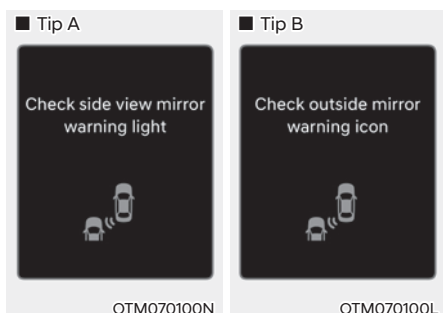 ■ Tip A
Check side view mirror
warning light
OTM070100N
■ Tip B
Check outside mirror
warning icon
OTM070100L